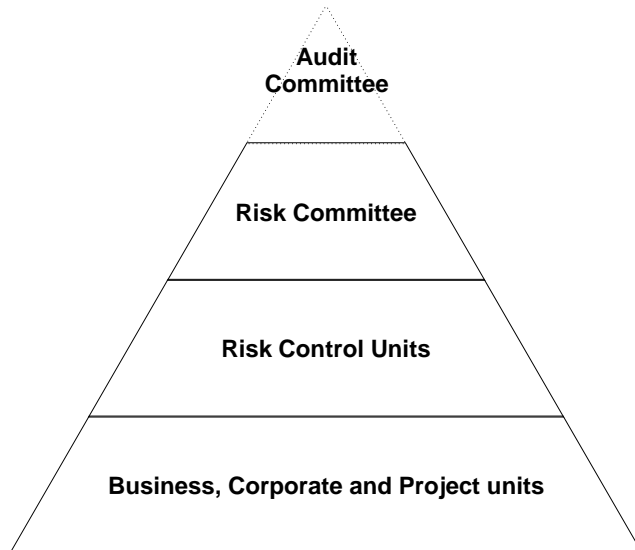 Audit
Committee
Risk Committee
Risk Control Units
Business, Corporate and Project units